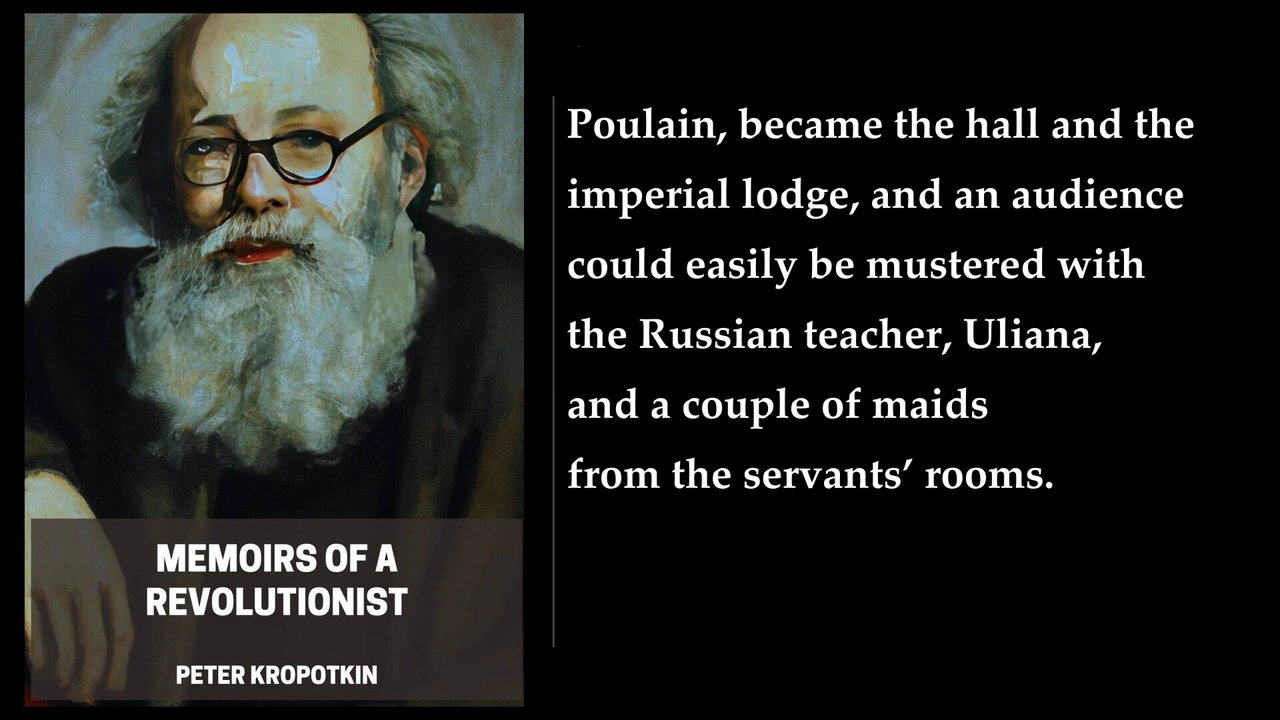 Poulain, became the hall and the
imperial lodge, and an audience
could easily be mustered with
the Russian teacher, Uliana,
and a couple of maids
from the servants’ rooms.
MEMOIRS OF A
REVOLUTIONIST
PETER KROPOTKIN